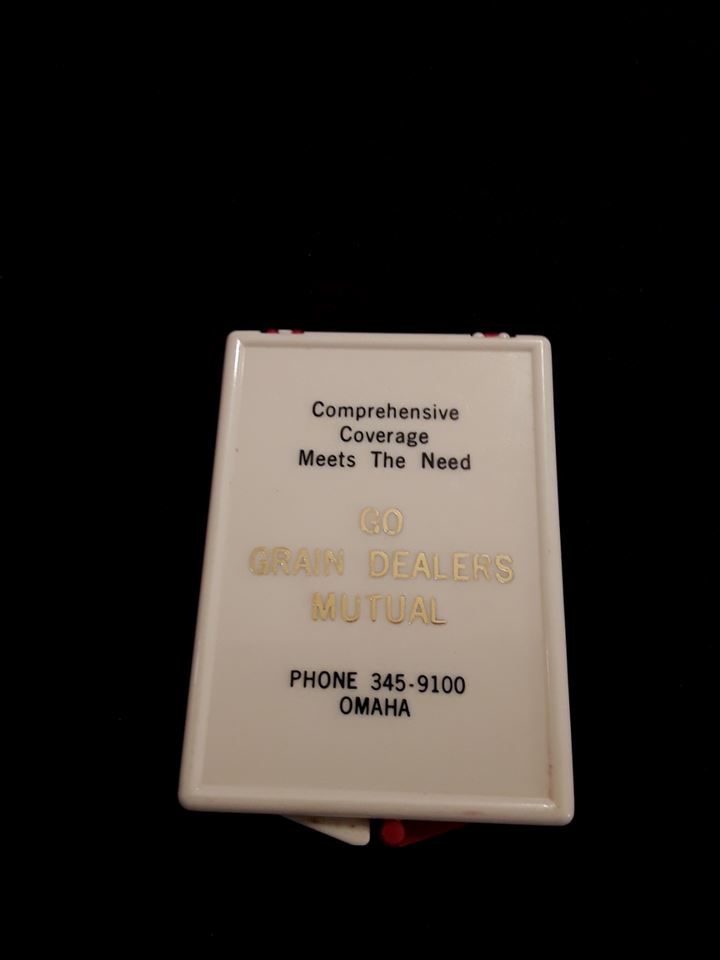 Comprehensive
Coverage
Meets The Need
GO
GRAIN DEALERS
MUTUAL
PHONE 345-9100
OMAHA